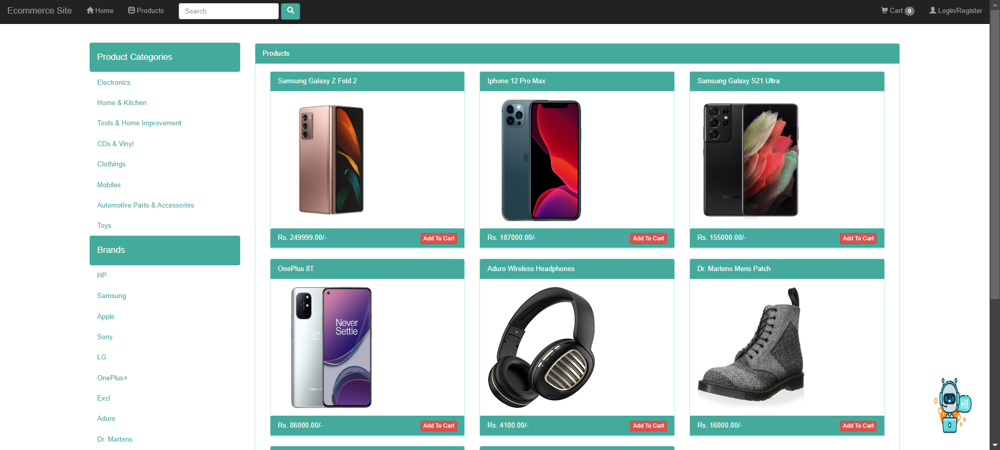 Ecommerce Site
Home
Products
Search
Cart 0
Login/Register
Product Categories
Electronics
Home & Kitchen
Tools & Home Improvement
CDs & Vinyl
Clothings
Mobiles
Automotive Parts & Accessories
Toys
Brands
HP
Samsung
Apple
Sony
LG
OnePlus+
Excl
Aduro
Dr. Martens
Products
Samsung Galaxy Z Fold 2
Rs. 249999.00/-
Add To Cart
Iphone 12 Pro Max
Rs. 187000.00/-
Add To Cart
Samsung Galaxy S21 Ultra
SAMSUNG
Rs. 155000.00/-
Add To Cart
OnePlus 8T
Never
Settle
ONEPLUS
Rs. 86000.00/-
Add To Cart
Aduro Wireless Headphones
R
Rs. 4100.00/-
Add To Cart
Dr. Martens Mens Patch
Rs. 16000.00/-
Add To Cart
HI!